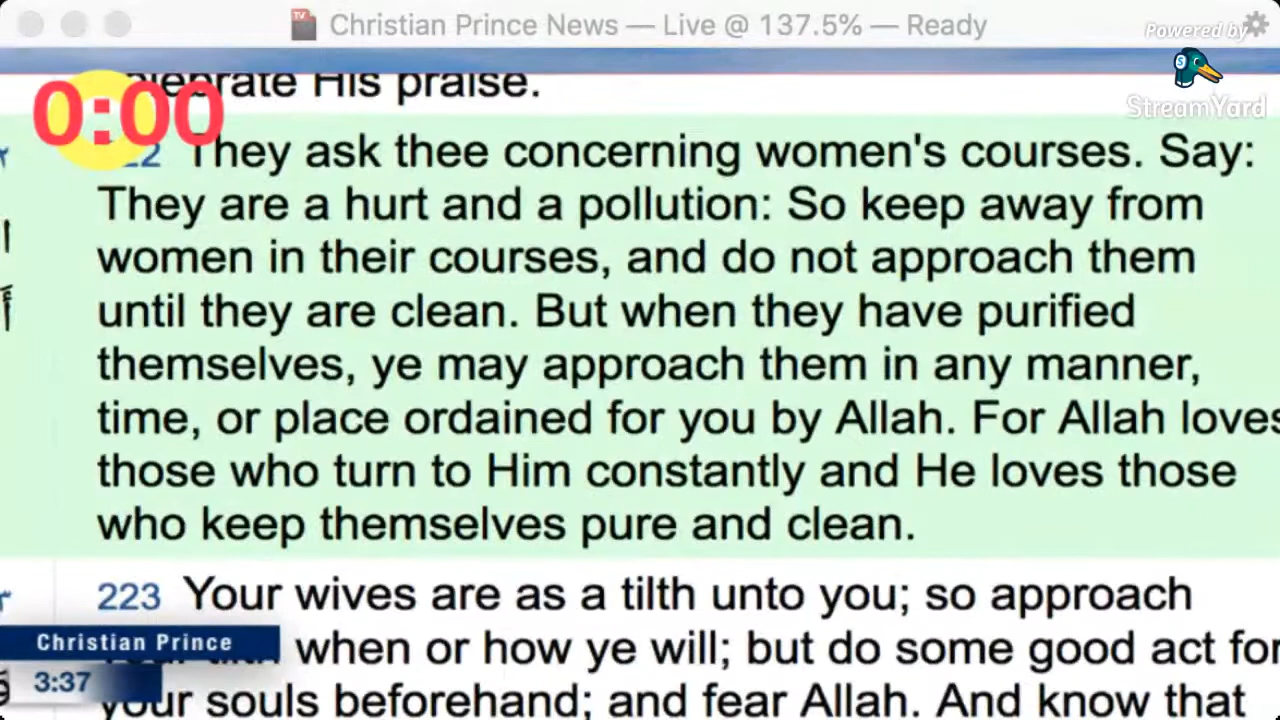 Christian Prince News — Live @ 137.5% — Ready
Powered by
StreamYard
His praise.
0:00
They ask thee concerning women's courses. Say:
They are a hurt and a pollution: So keep away from
women in their courses, and do not approach them
until they are clean. But when they have purified
themselves, ye may approach them in any manner,
time, or place ordained for you by Allah. For Allah loves
those who turn to Him constantly and He loves those
who keep themselves pure and clean.
223 Your wives are as a tilth unto you; so approach
Christian Prince
when or how ye will; but do some good act for
3:37
your souls beforehand; and fear Allah. And know that